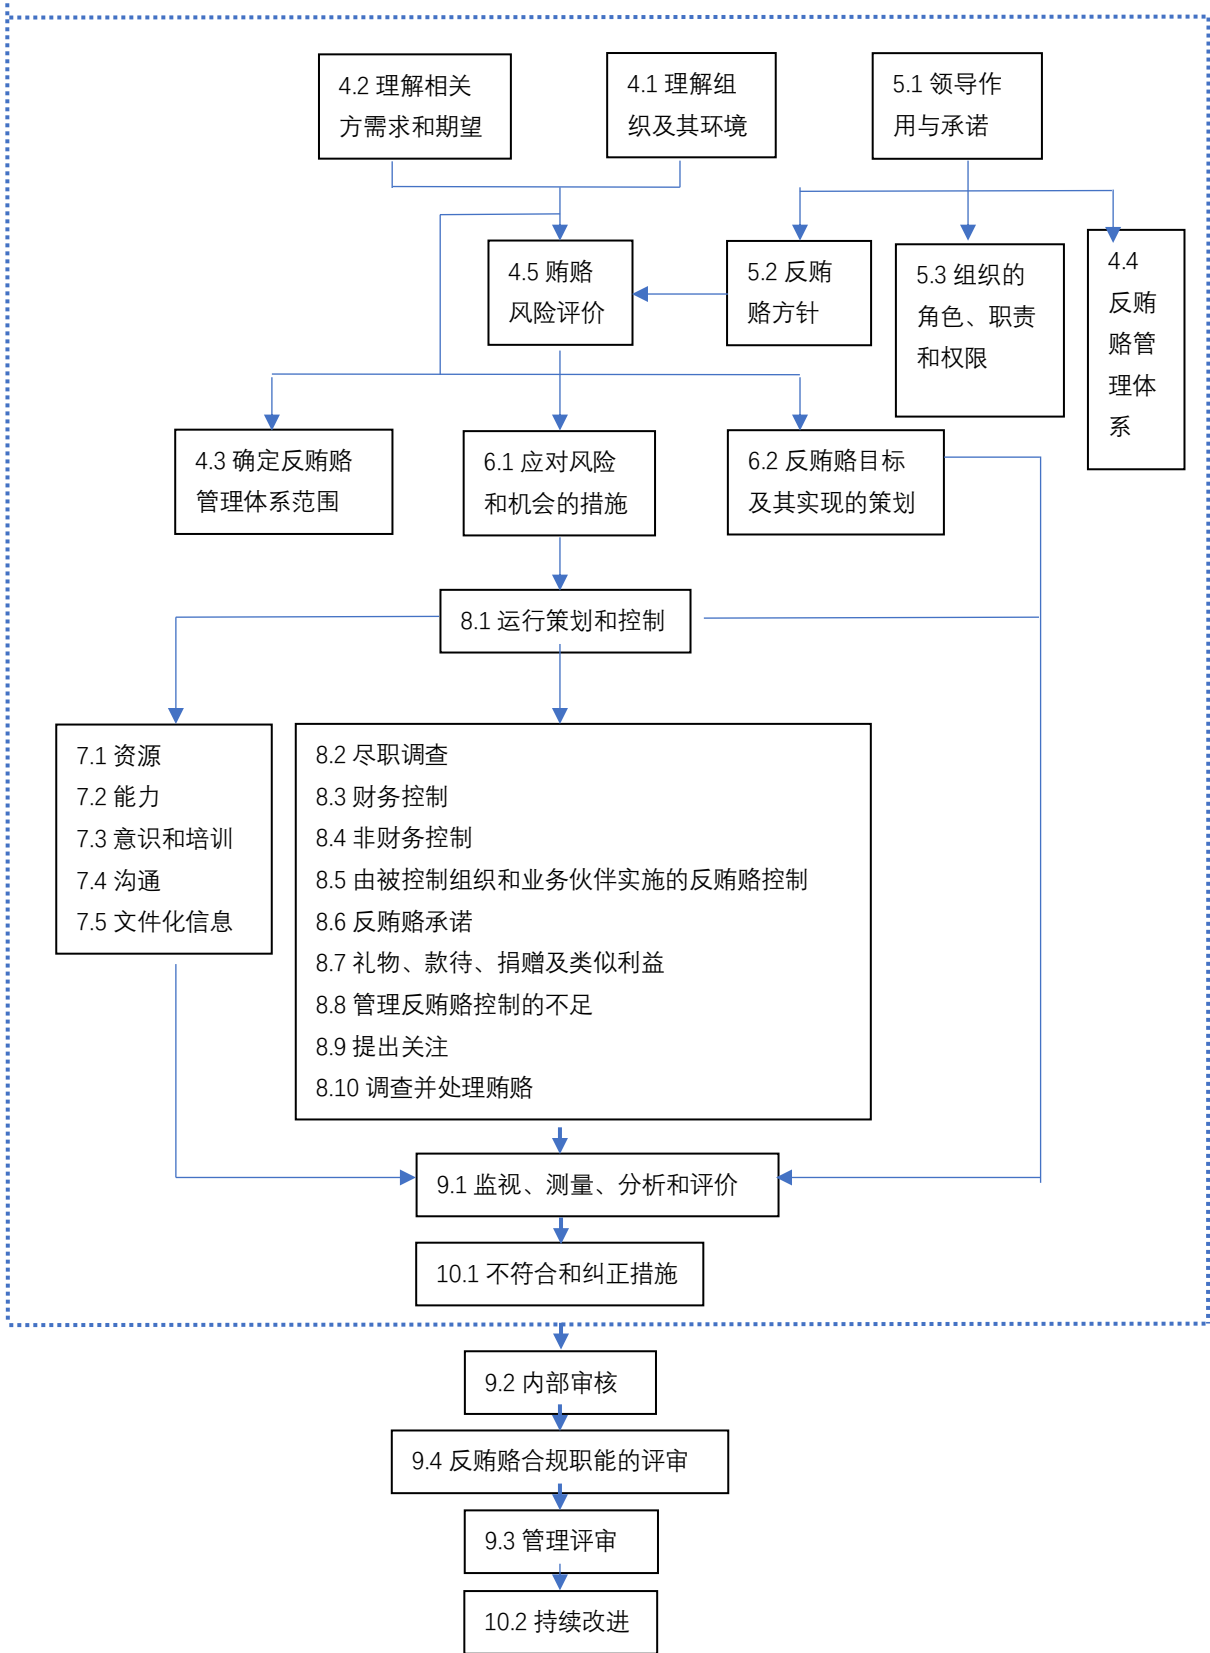 4.2 理解相关
方需求和期望
4.1 理解组
织及其环境
5.1 领导作
用与承诺
4.5 贿赂
风险评价
5.2 反贿
赂方针
5.3 组织的
角色、职责
和权限
4.4
反贿
赂管
理体
系
4.3 确定反贿赂
管理体系范围
6.1 应对风险
和机会的措施
6.2 反贿赂目标
及其实现的策划
8.1 运行策划和控制
7.1 资源
7.2 能力
7.3 意识和培训
7.4 沟通
7.5 文件化信息
8.2 尽职调查
8.3 财务控制
8.4 非财务控制
8.5 由被控制组织和业务伙伴实施的反贿赂控制
8.6 反贿赂承诺
8.7 礼物、款待、捐赠及类似利益
8.8 管理反贿赂控制的不足
8.9 提出关注
8.10 调查并处理贿赂
9.1 监视、测量、分析和评价
10.1 不符合和纠正措施
9.2 内部审核
9.4 反贿赂合规职能的评审
9.3 管理评审
10.2 持续改进